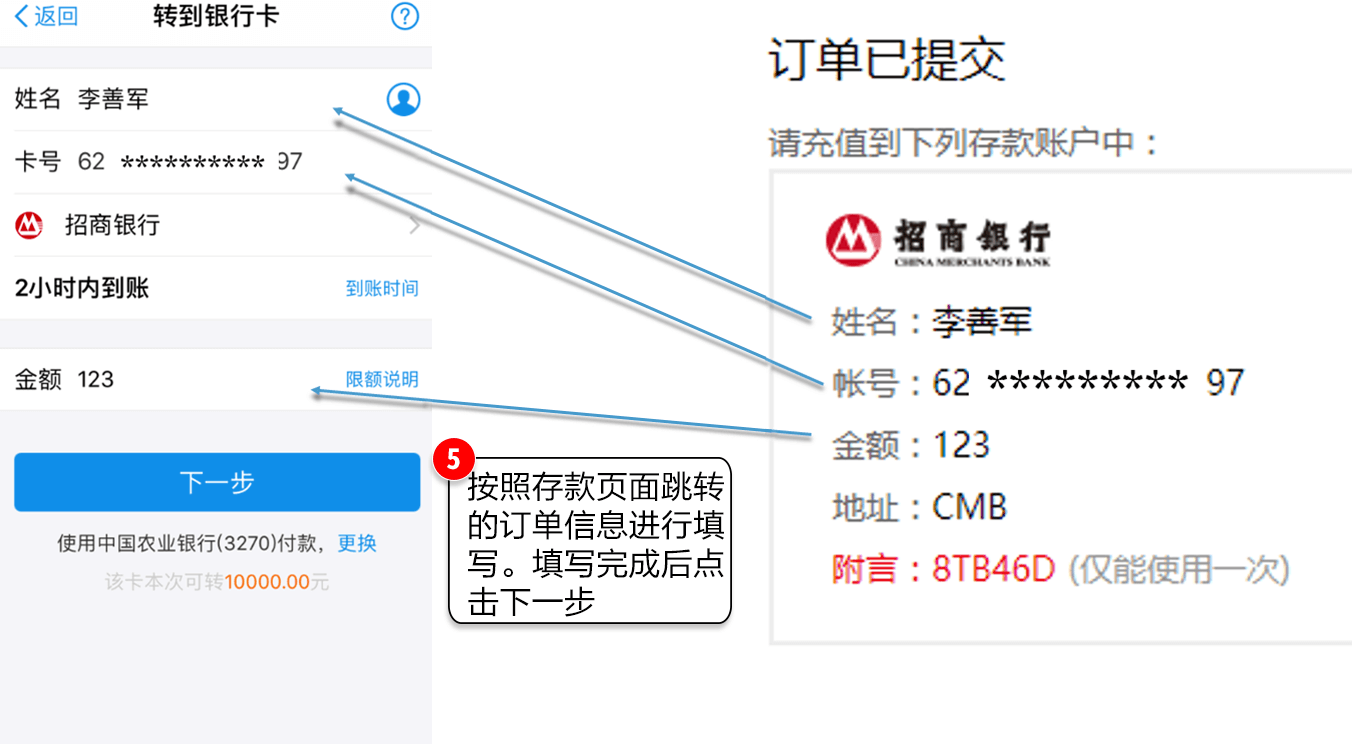 返回
转到银行卡
?
姓名 李善军
卡号 62 ********** 97
招商银行
2小时内到账 到账时间
金额 123 限额说明
下一步
使用中国农业银行(3270)付款，更换
该卡本次可转10000.00元
5
按照存款页面跳转
的订单信息进行填
写。填写完成后点
击下一步
订单已提交
请充值到下列存款账户中：
招商银行
CHINA MERCHANTS BANK
姓名：李善军
帐号：62 ********* 97
金额：123
地址：CMB
附言：8TB46D (仅能使用一次)